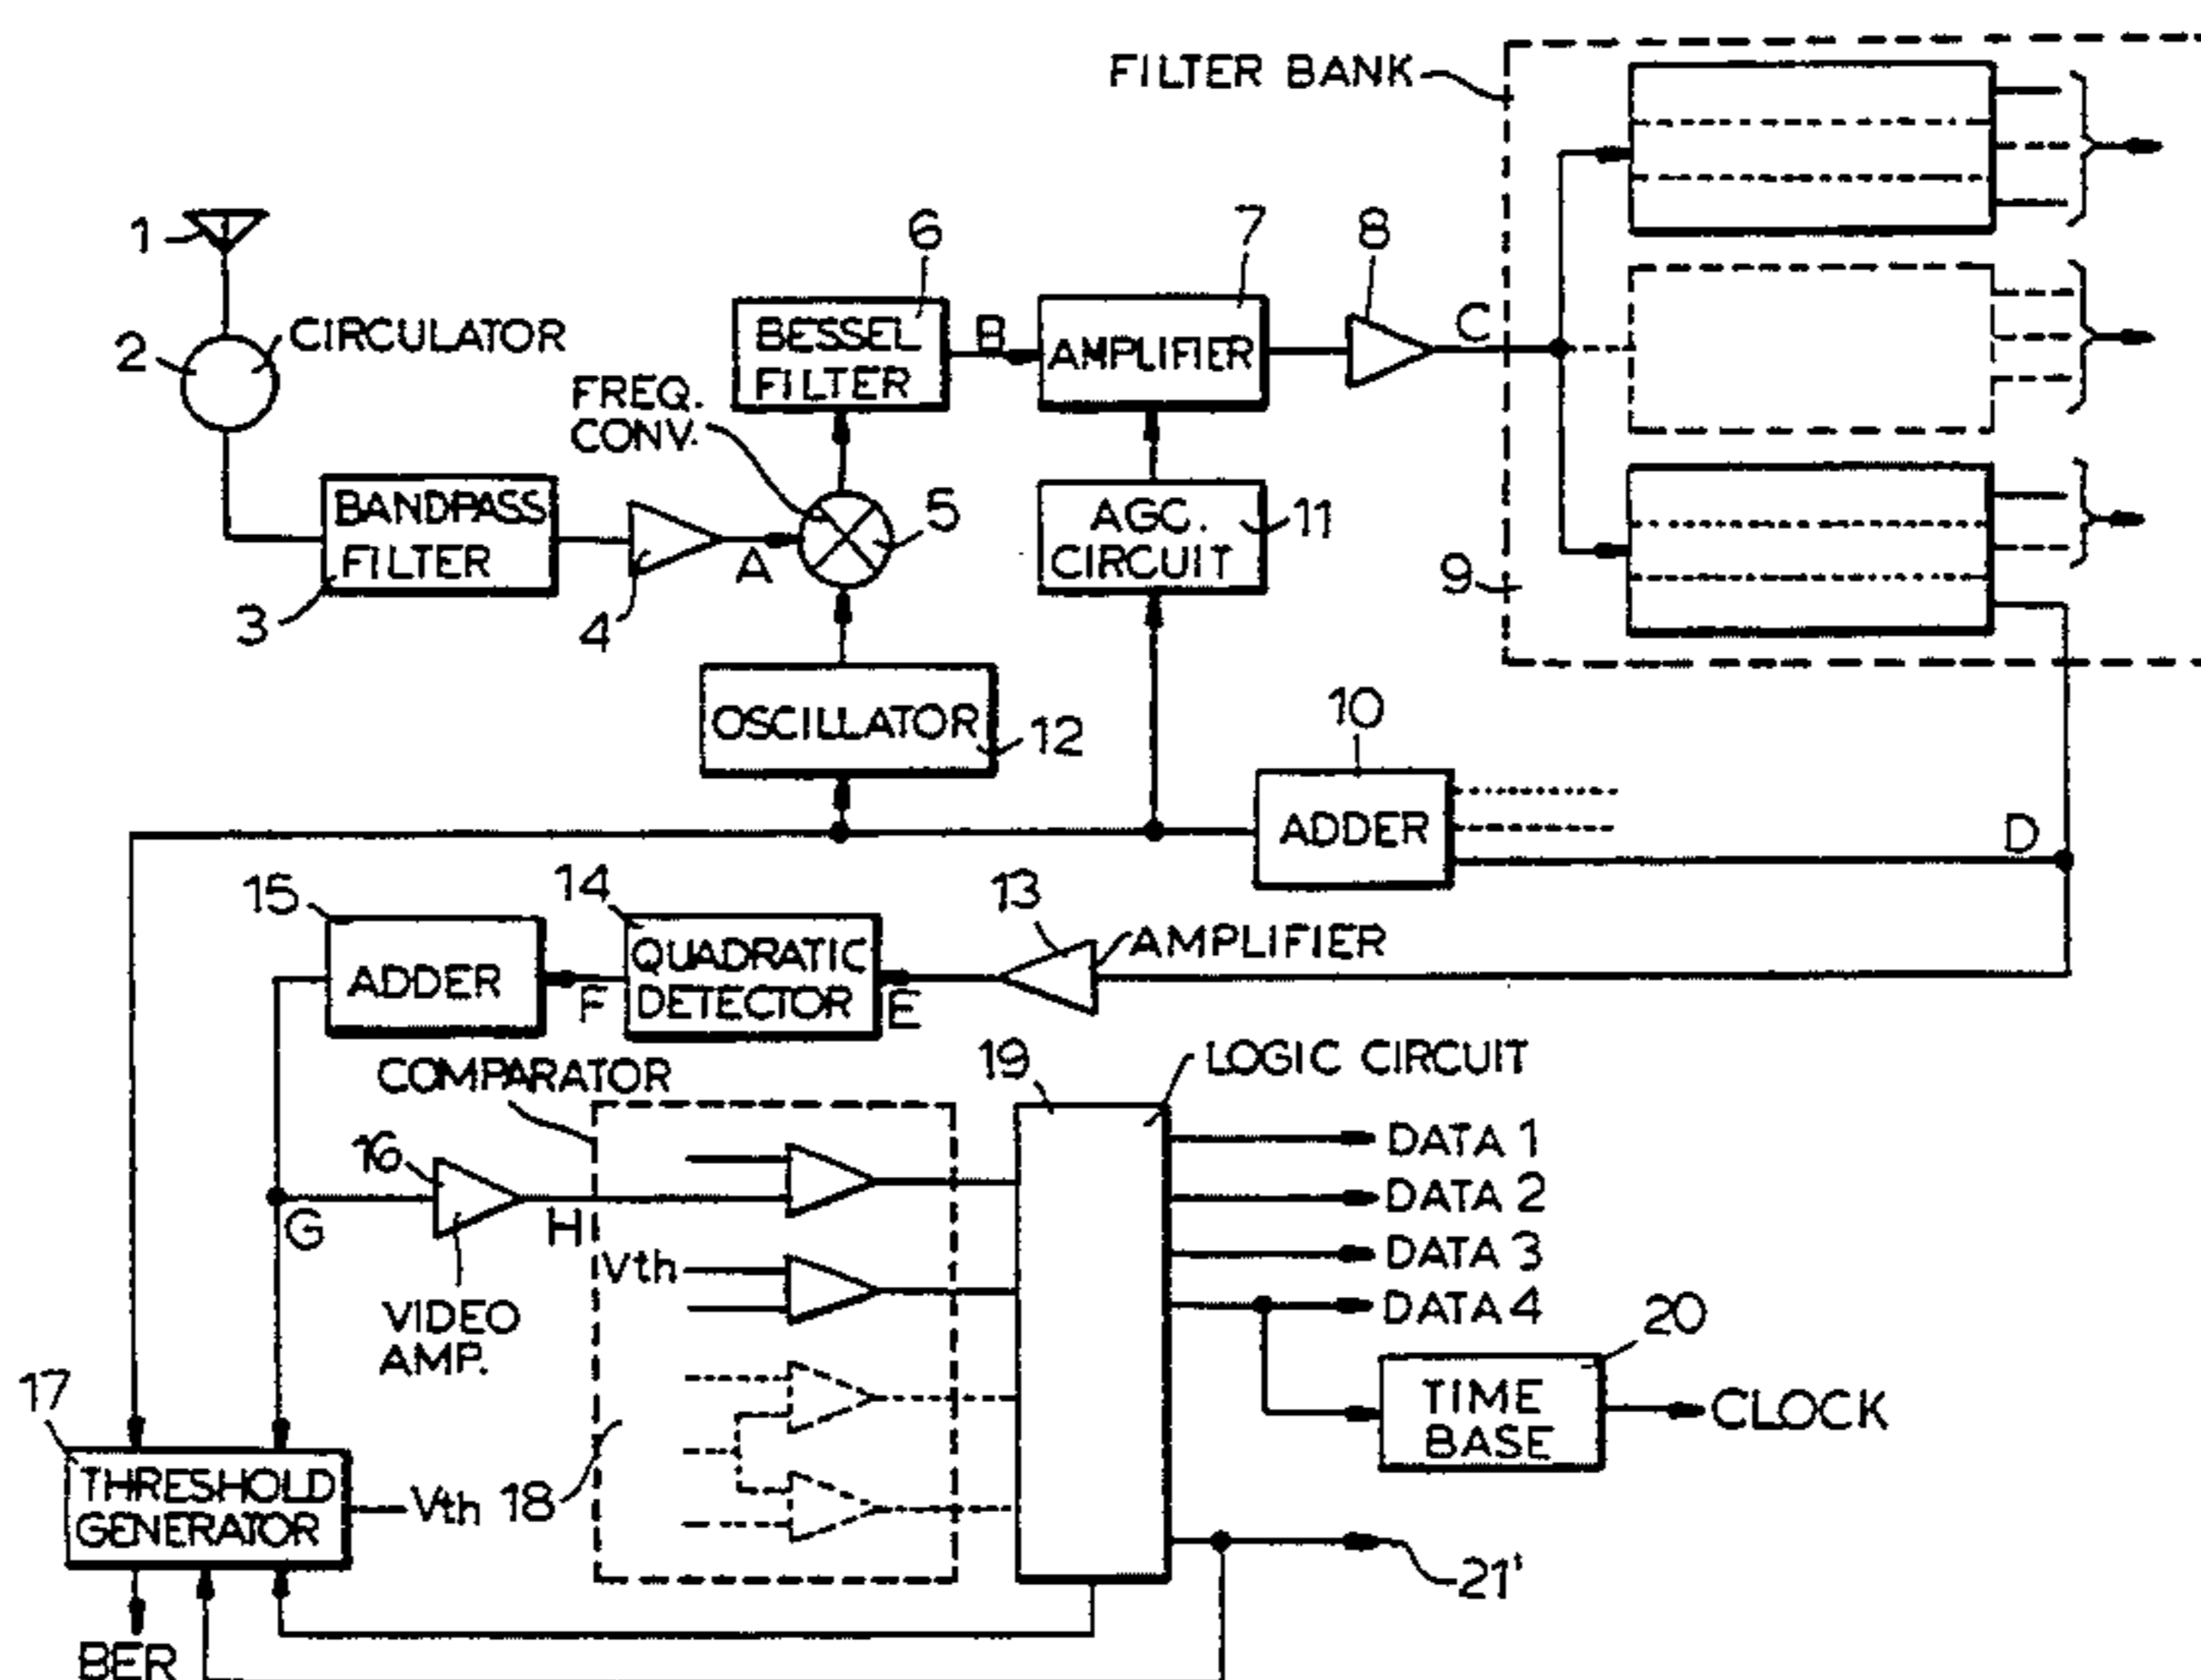 FILTER BANK
1
2
CIRCULATOR
6
7
8
BESSEL
FILTER
B
AMPLIFIER
C
FREQ.
CONV.
BANDPASS
FILTER
3
4
A
5
AGC.
CIRCUIT
11
9
OSCILLATOR
12
10
ADDER
D
15
ADDER
14
QUADRATIC
DETECTOR
F
E
13
AMPLIFIER
COMPARATOR
19
LOGIC CIRCUIT
16
G
H
VIDEO
AMP.
Vth
18
DATA 1
DATA 2
DATA 3
DATA 4
20
TIME
BASE
CLOCK
17
THRESHOLD
GENERATOR
Vth
21'
BER